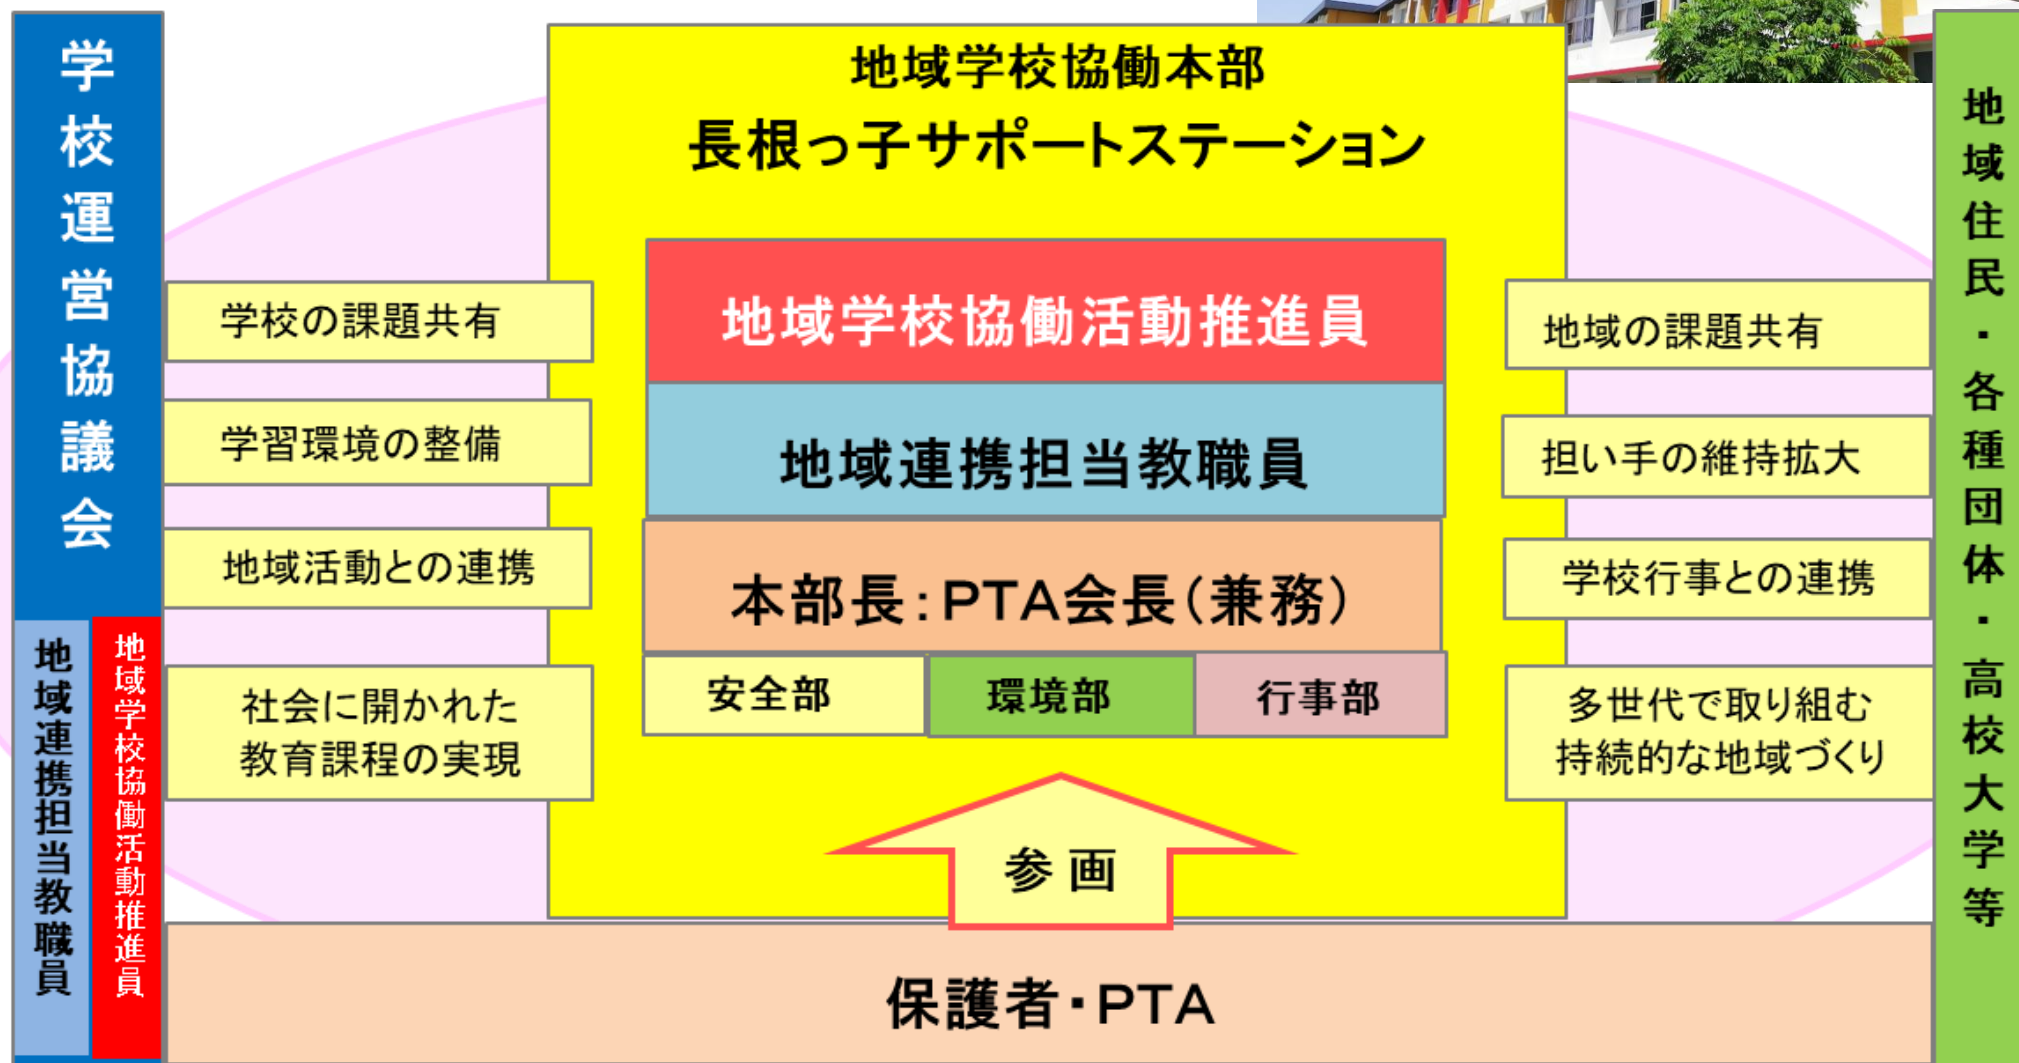 学校運営協議会
地域連携担当教職員
地域学校協働活動推進員
地域学校協働本部
長根っ子サポートステーション
学校の課題共有
学習環境の整備
地域活動との連携
社会に開かれた
教育課程の実現
地域学校協働活動推進員
地域連携担当教職員
本部長:PTA会長(兼務)
安全部
環境部
行事部
参画
地域の課題共有
担い手の維持拡大
学校行事との連携
多世代で取り組む
持続的な地域づくり
地域住民・各種団体・高校大学等
保護者・PTA